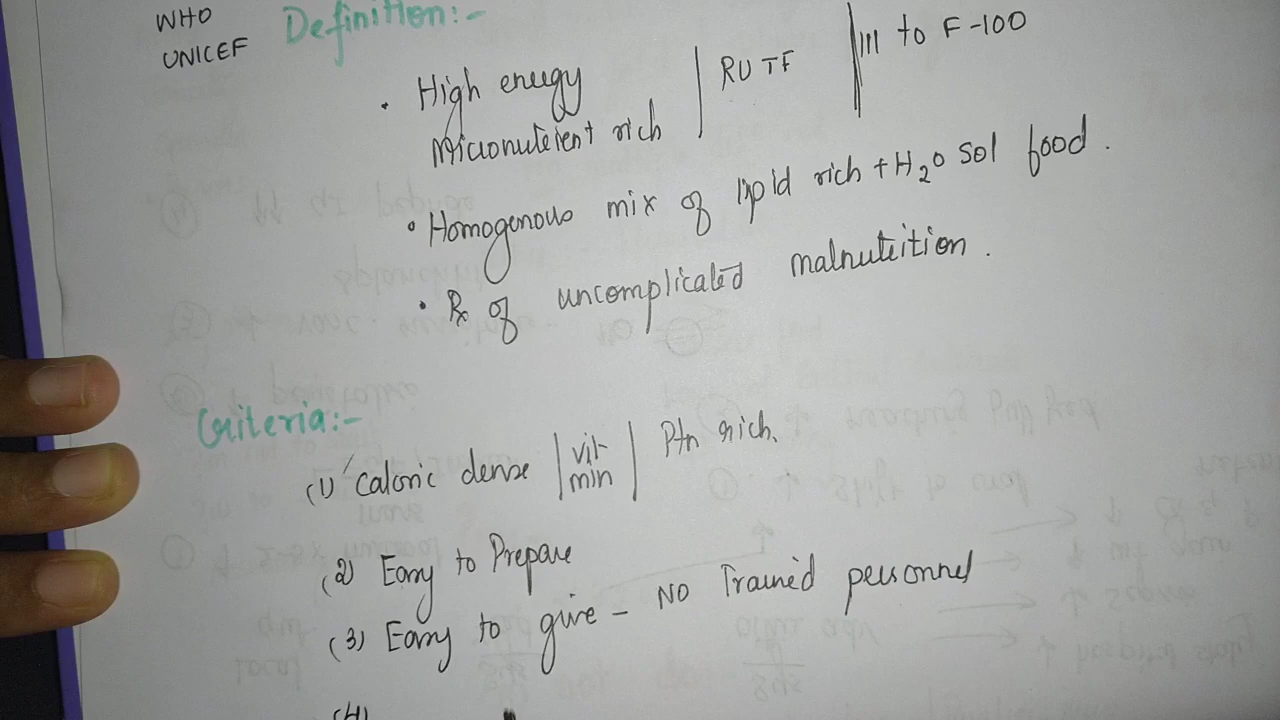 WHO
UNICEF
Definition:-
• High energy | RUTF || lll to F-100
Micronutrient rich
• Homogenous mix of lipid rich + H2O sol food.
• Rx of uncomplicated malnutrition.
Criteria:-
(1) Caloric dense | vit | Ptn rich.
min
(2) Easy to Prepare
(3) Easy to give - NO Trained personnel
(4)